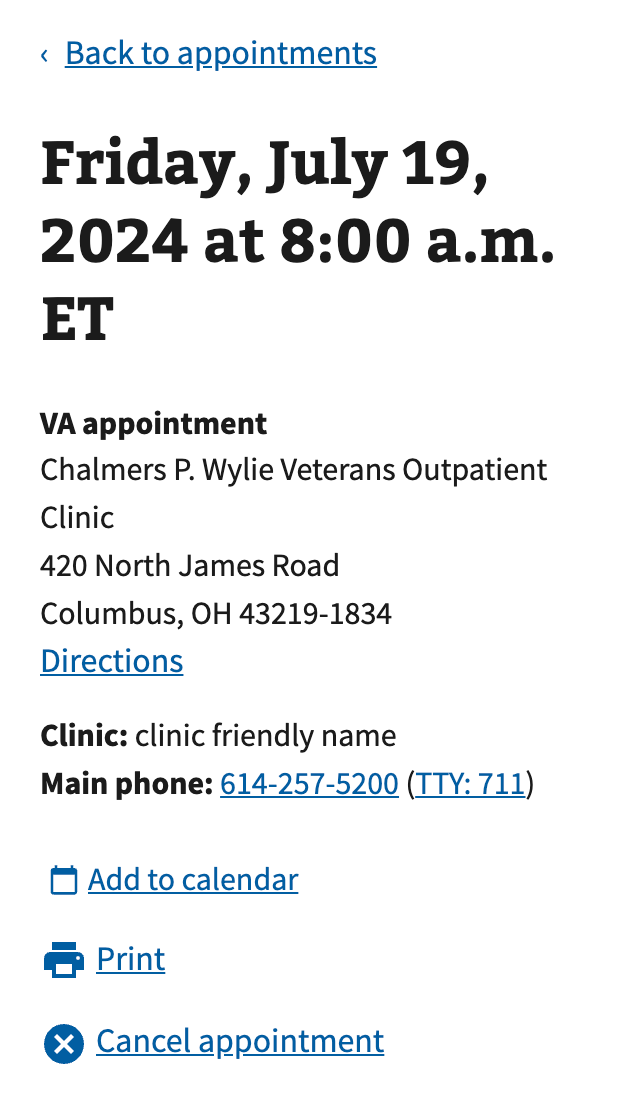 ‹ Back to appointments
Friday, July 19,
2024 at 8:00 a.m.
ET
VA appointment
Chalmers P. Wylie Veterans Outpatient
Clinic
420 North James Road
Columbus, OH 43219-1834
Directions
Clinic: clinic friendly name
Main phone: 614-257-5200 (TTY: 711)
Add to calendar
Print
Cancel appointment